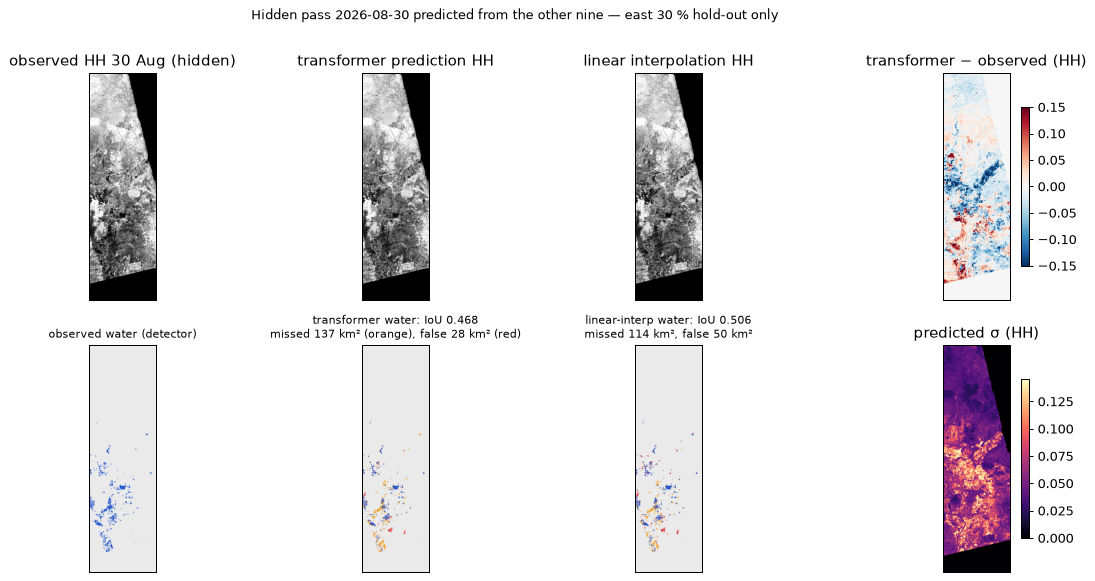 Hidden pass 2026-08-30 predicted from the other nine — east 30 % hold-out only
observed HH 30 Aug (hidden)
transformer prediction HH
linear interpolation HH
transformer − observed (HH)
0.15
0.10
0.05
0.00
−0.05
−0.10
−0.15
observed water (detector)
transformer water: IoU 0.468
missed 137 km² (orange), false 28 km² (red)
linear-interp water: IoU 0.506
missed 114 km², false 50 km²
predicted σ (HH)
0.125
0.100
0.075
0.050
0.025
0.000